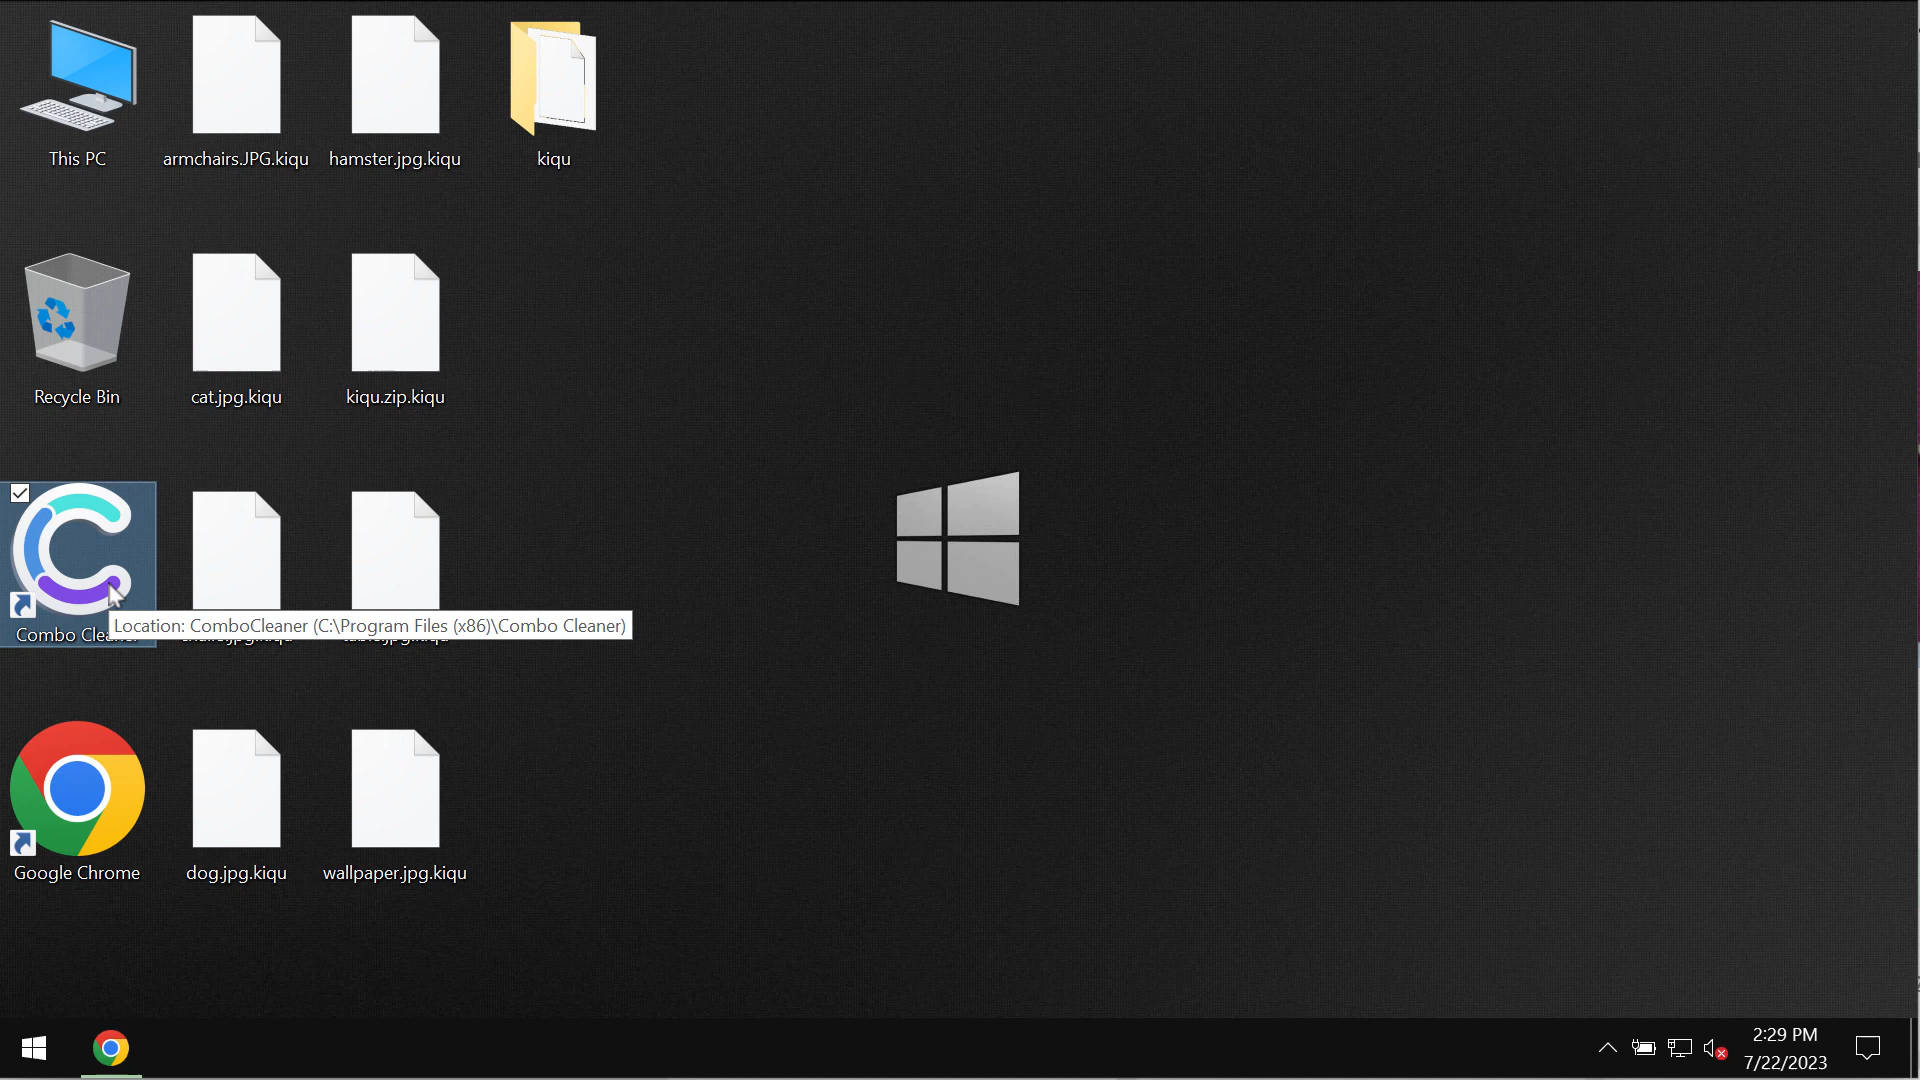 This PC
armchairs.JPG.kiqu
hamster.jpg.kiqu
kiqu
Recycle Bin
cat.jpg.kiqu
kiqu.zip.kiqu
Combo Cleaner
Location: ComboCleaner (C:\Program Files (x86)\Combo Cleaner)
Google Chrome
dog.jpg.kiqu
wallpaper.jpg.kiqu
2:29 PM
7/22/2023